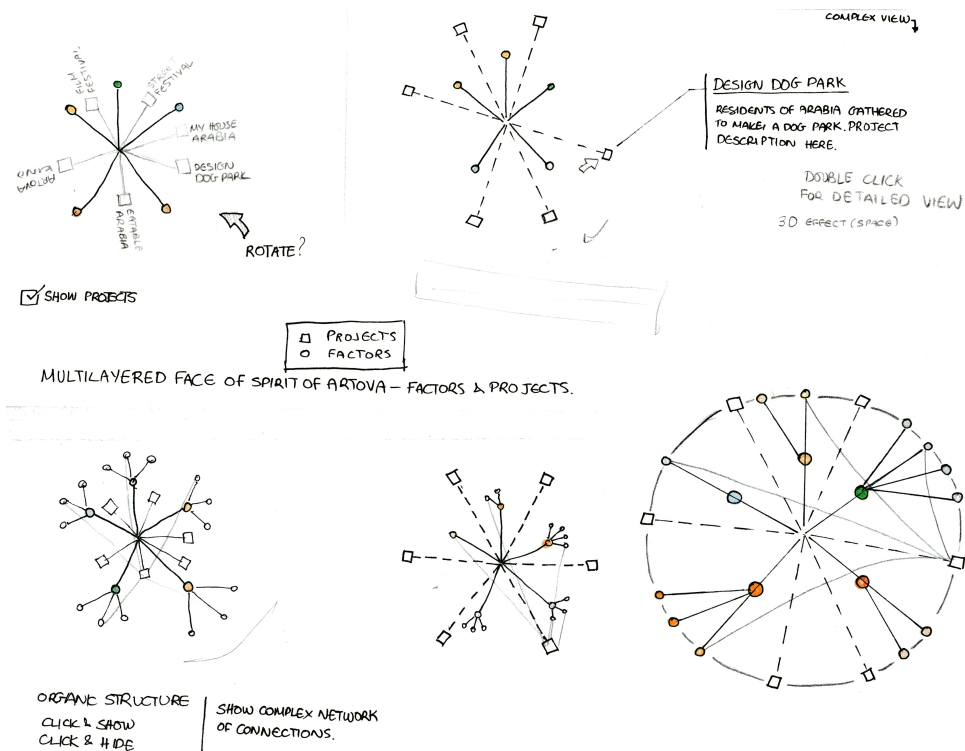 COMPLEX VIEW
FILM
FESTIVAL
STREET
FESTIVAL
MY HOUSE
ARABIA
DESIGN
DOG PARK
EATABLE
ARABIA
ARTOVA
KINO
ROTATE?
SHOW PROJECTS
DESIGN DOG PARK
RESIDENTS OF ARABIA GATHERED
TO MAKE A DOG PARK. PROJECT
DESCRIPTION HERE.
DOUBLE CLICK
FOR DETAILED VIEW
3D EFFECT (SPACE)
PROJECTS
FACTORS
MULTILAYERED FACE OF SPIRIT OF ARTOVA – FACTORS & PROJECTS.
ORGANIC STRUCTURE
CLICK & SHOW
CLICK & HIDE
SHOW COMPLEX NETWORK
OF CONNECTIONS.